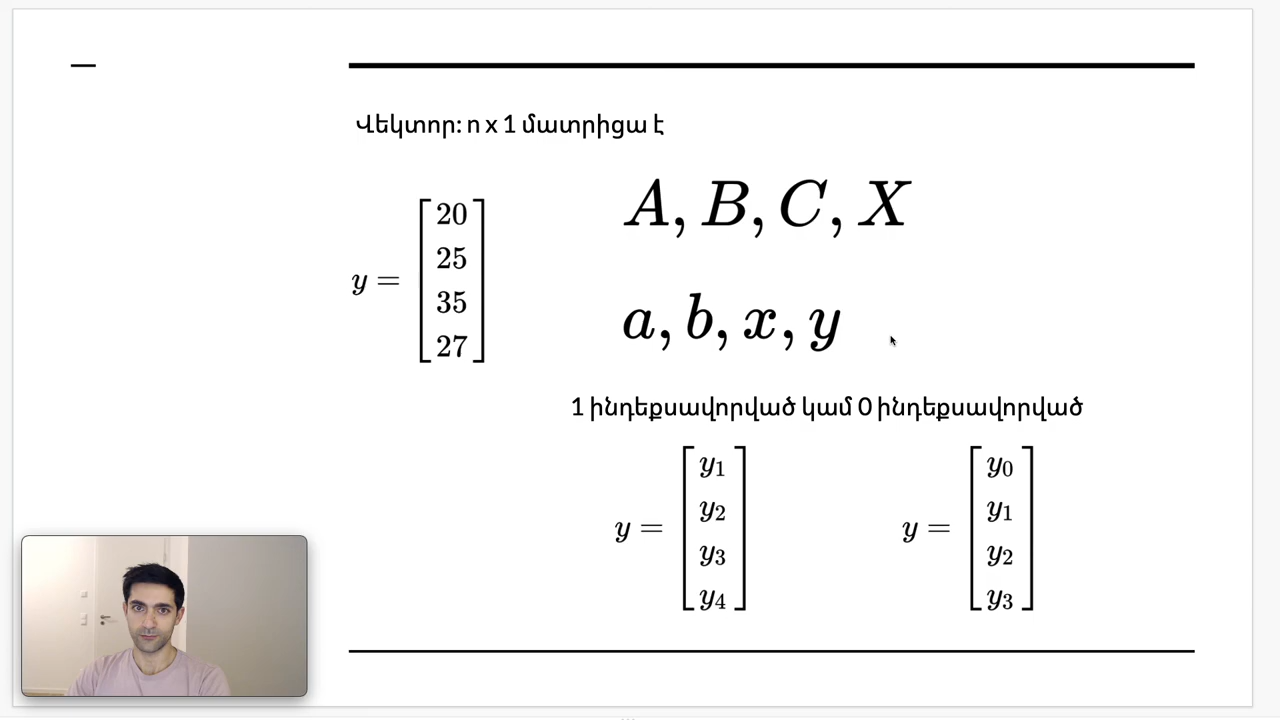 Վեկտոր: n x 1 մատրիցա է
A, B, C, X
y = [20 25 35 27]
a, b, x, y
1 ինդեքսավորված կամ 0 ինդեքսավորված
y = [y1 y2 y3 y4]
y = [y0 y1 y2 y3]